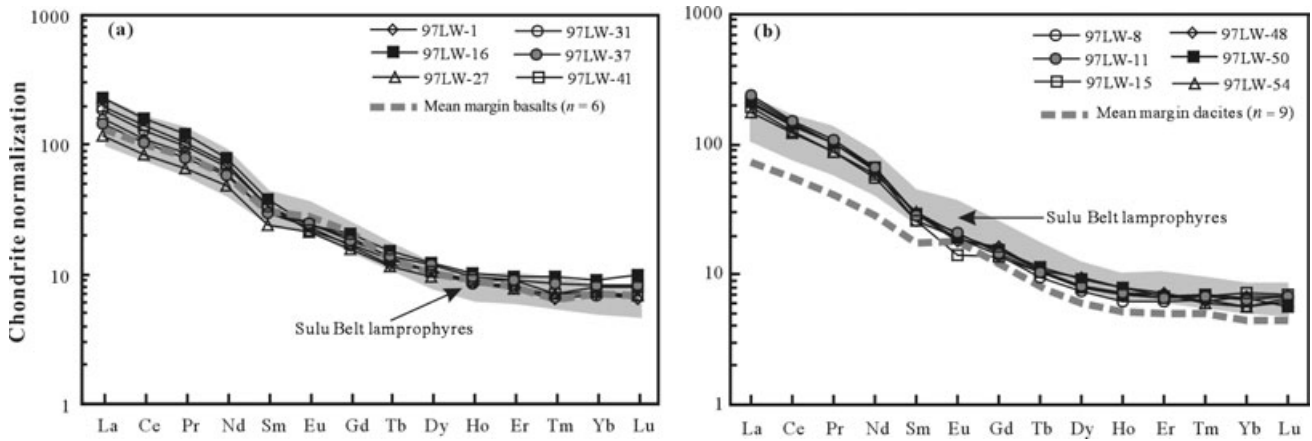 Chondrite normalization
1000
100
10
1
(a)
97LW-1
97LW-31
97LW-16
97LW-37
97LW-27
97LW-41
Mean margin basalts (n = 6)
Sulu Belt lamprophyres
La Ce Pr Nd Sm Eu Gd Tb Dy Ho Er Tm Yb Lu
1000
100
10
1
(b)
97LW-8
97LW-48
97LW-11
97LW-50
97LW-15
97LW-54
Mean margin dacites (n = 9)
Sulu Belt lamprophyres
La Ce Pr Nd Sm Eu Gd Tb Dy Ho Er Tm Yb Lu